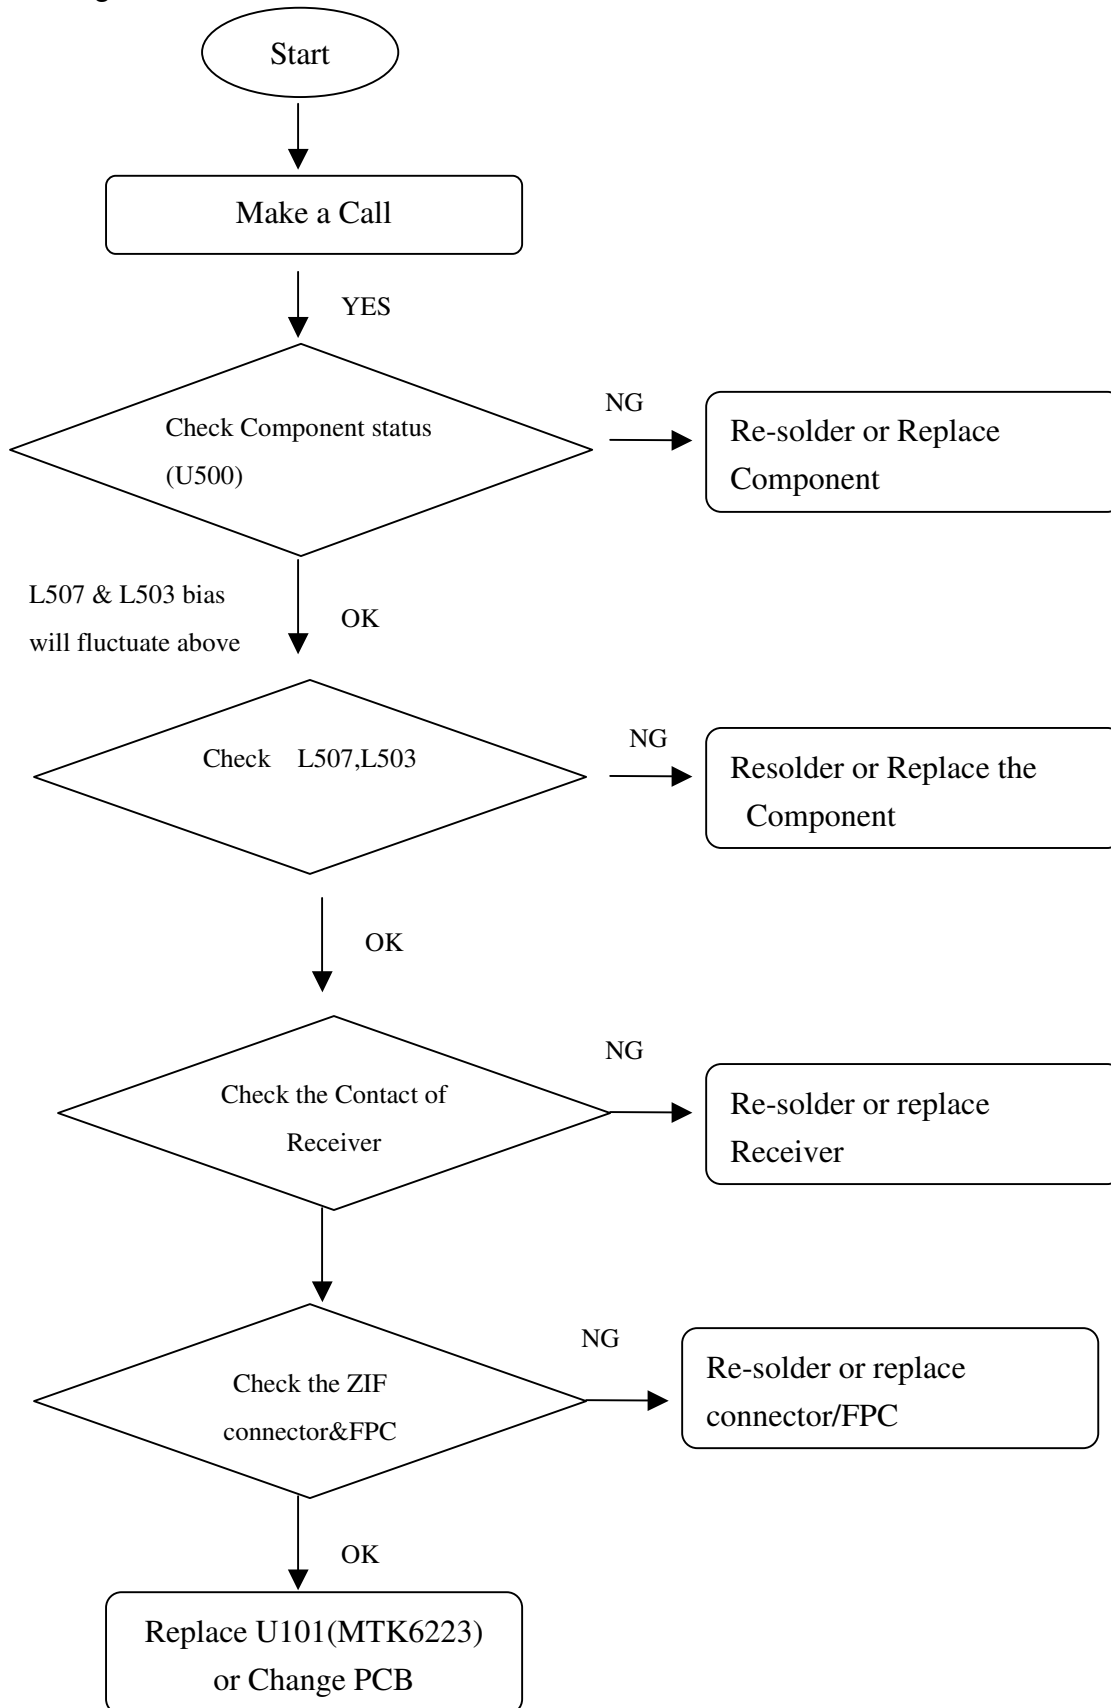 Start
Make a Call
YES
Check Component status
(U500)
NG
Re-solder or Replace
Component
L507 & L503 bias
will fluctuate above
OK
Check L507,L503
NG
Resolder or Replace the
Component
OK
Check the Contact of
Receiver
NG
Re-solder or replace
Receiver
Check the ZIF
connector&FPC
NG
Re-solder or replace
connector/FPC
OK
Replace U101(MTK6223)
or Change PCB